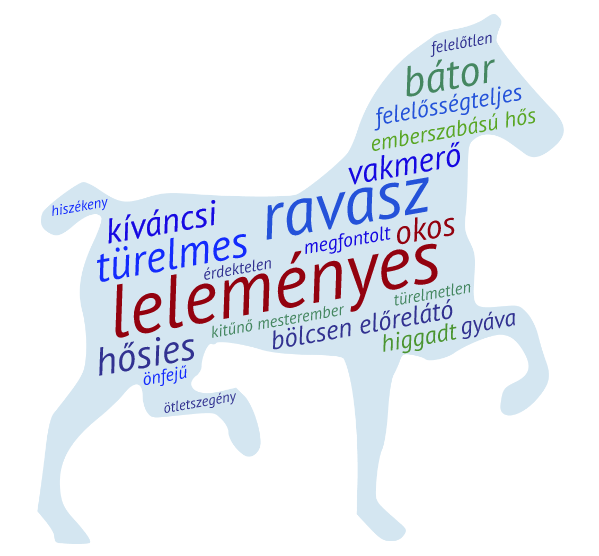 felelőtlen
bátor
felelősségteljes
emberszabású hős
vakmerő
ravasz
hiszékeny
kíváncsi
okos
megfontolt
türelmes
érdektelen
leleményes
türelmetlen
kitűnő mesterember
bölcsen előrelátó
higgadt
gyáva
hősies
önfejű
ötletszegény